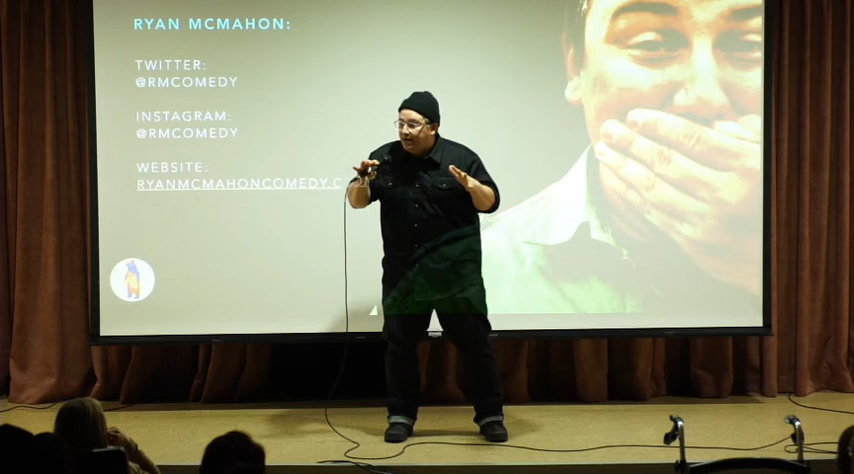 RYAN MCMAHON:
TWITTER:
@RMCOMEDY
INSTAGRAM:
@RMCOMEDY
WEBSITE:
RYANMCMAHONCOMEDY.C